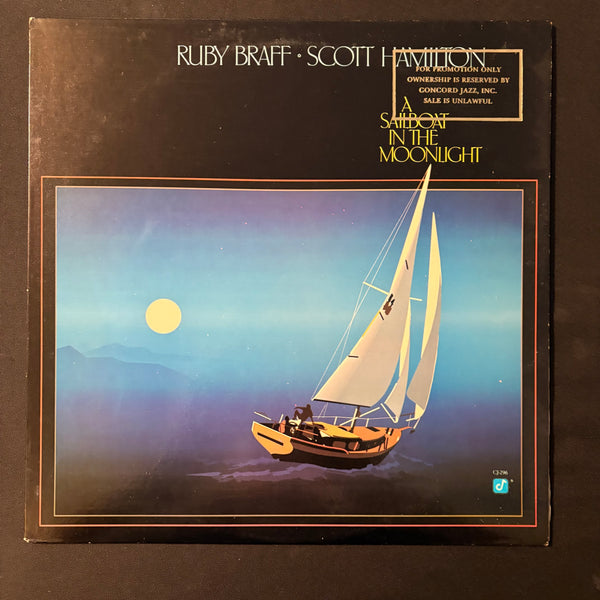 RUBY BRAFF • SCOTT HAMILTON
FOR PROMOTION ONLY
OWNERSHIP IS RESERVED BY
CONCORD JAZZ, INC.
SALE IS UNLAWFUL
A
SAILBOAT
IN THE
MOONLIGHT
CJ-296